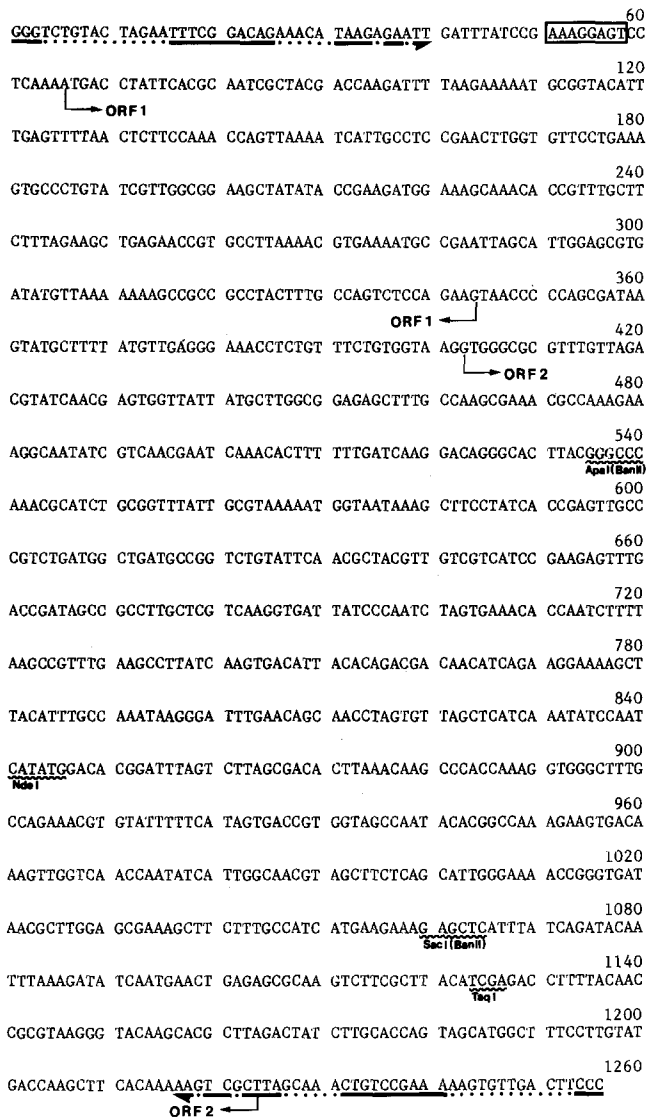 60
GGGTCTGTAC TAGAATTTCG GACAGAAACA TAAGAGAATT GATTTATCCG AAAGGAGTCC
120
TCAAAATGAC CCTATTCACGC AATCGCTACG ACCAAGATTT TAAGAAAAAT GCGGTACATT
ORF1
180
TGAGTTTTAA CTCTTCCAAA CCAGTTAAAA TCATTGCCTC CGAACTTGGT GTTCCTGAAA
240
GTGCCCTGTA TCGTTGGCGG AAGCTATATA CCGAAGATGG AAAGCAAACA CCGTTTGCTT
300
CTTTAGAAGC TGAGAACCGT GCCTTAAAAC GTGAAAATGC CGAATTAGCA TTGGAGCGTG
360
ATATGTTAAA AAAAGCCGCC GCCTACTTTG CCAGTCTCCA GAAGTAACCC CCAGCGATAA
ORF1
420
GTATGCTTTT ATGTTGAGGG AAACCTCTGT TTCTGTGGTA AGGTGGGCGC GTTTGTTAGA
ORF2
480
CGTATCAACG AGTGGTTATT ATGCTTGGCG GAGAGCTTTG CCAAGCGAAA CGCCAAAGAA
540
AGGCAATATC GTCAACGAAT CAAACACTTT TTTGATCAAG GACAGGGCAC TTACGGGCCC
ApaI(BanII)
600
AAACGCATCT GCGGTTTATT GCGTAAAAAT GGTAATAAAG CTTCCTATCA CCGAGTTGCC
660
CGTCTGATGG CTGATGCCGG TCTGTATTCA ACGCTACGTT GTCGTCATCC GAAGAGTTTG
720
ACCGATAGCC GCCTTGCTCG TCAAGGTGATT TATCCCAATC TAGTGAAACA CCAATCTTTT
780
AAGCCGTTTG AAGCCTTATC AAGTGACATT ACACAGACGA CAACATCAGA AGGAAAAGCT
840
TACATTTGCC AAATAAGGGA TTTGAACAGC AACCTAGTGT TAGCTCATCA AATATCCAAT
900
CATATGGACA CGGATTTAGT CTTAGCGACA CTTAAACAAG CCCACCAAAG GTGGGCTTTG
NdeI
960
CCAGAAACGT GTATTTTTCA TAGTGACCGT GGTAGCCAAT ACACGGCCAA AGAAGTGACA
1020
AAGTTGGTCA ACCAATATCA TTGGCAACGT AGCTTCTCAG CATTGGGAAA ACCGGGTGAT
1080
AACGCTTGGA GCGAAAGCTT CTTTGCCATC ATGAAGAAAG AGCTCATTTA TCAGATACAA
SacI(BanII)
1140
TTTAAAGATA TCAATGAACT GAGAGCGCAA GTCTTCGCTT ACATCGAGAC CTTTTACAAC
TaqI
1200
CGCGTAAGGG TACAAGCACG CTTAGACTAT CTTGCACCAG TAGCATGGCT TTCCTTGTAT
1260
GACCAAGCTT CACAAAAAGT CGCTTAGCAA ACTGTCCGAA AAAGTGTTGA CTTCCC
ORF2